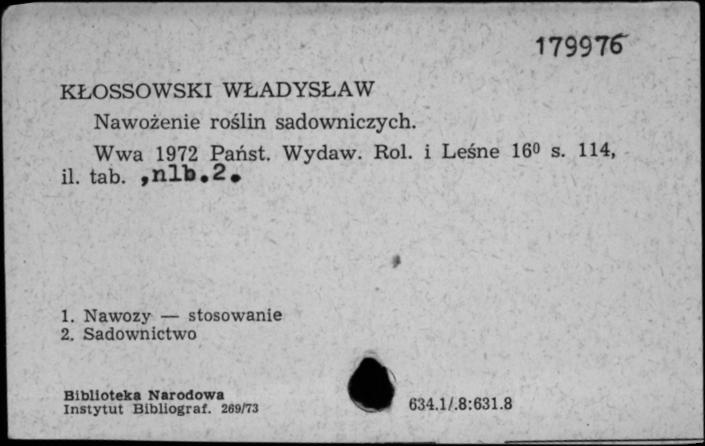 179976
KŁOSSOWSKI WŁADYSŁAW
Nawożenie roślin sadowniczych.
Wwa 1972 Państ. Wydaw. Rol. i Leśne 16⁰ s. 114,
il. tab. ,nlb.2.
1. Nawozy — stosowanie
2. Sadownictwo
Biblioteka Narodowa
Instytut Bibliograf. 269/73
634.1/.8:631.8